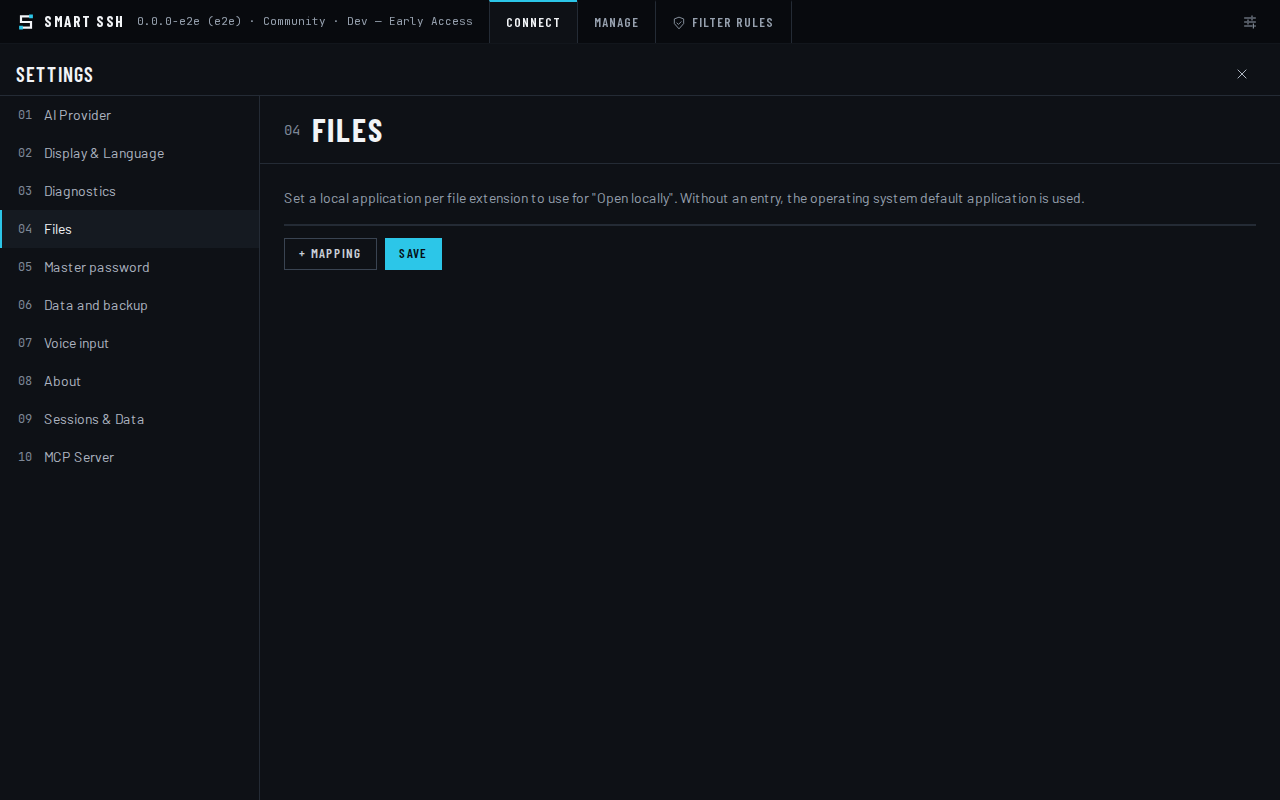 SMART SSH 0.0.0-e2e (e2e) · Community · Dev — Early Access CONNECT MANAGE FILTER RULES
SETTINGS
01 AI Provider
02 Display & Language
03 Diagnostics
04 Files
05 Master password
06 Data and backup
07 Voice input
08 About
09 Sessions & Data
10 MCP Server
04 FILES
Set a local application per file extension to use for "Open locally". Without an entry, the operating system default application is used.
+ MAPPING SAVE